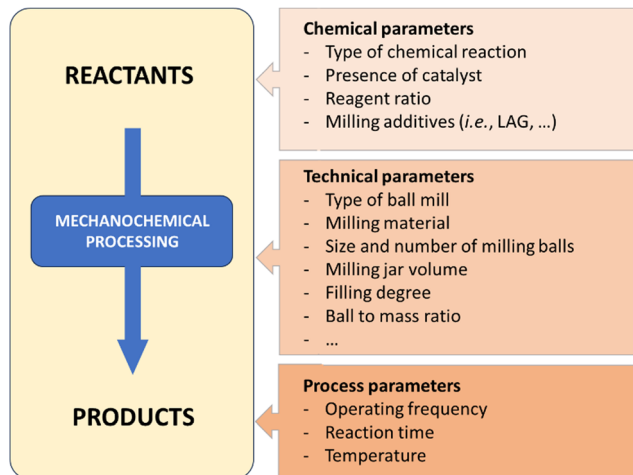 REACTANTS
MECHANOCHEMICAL
PROCESSING
PRODUCTS
Chemical parameters
- Type of chemical reaction
- Presence of catalyst
- Reagent ratio
- Milling additives (i.e., LAG, …)
Technical parameters
- Type of ball mill
- Milling material
- Size and number of milling balls
- Milling jar volume
- Filling degree
- Ball to mass ratio
- …
Process parameters
- Operating frequency
- Reaction time
- Temperature